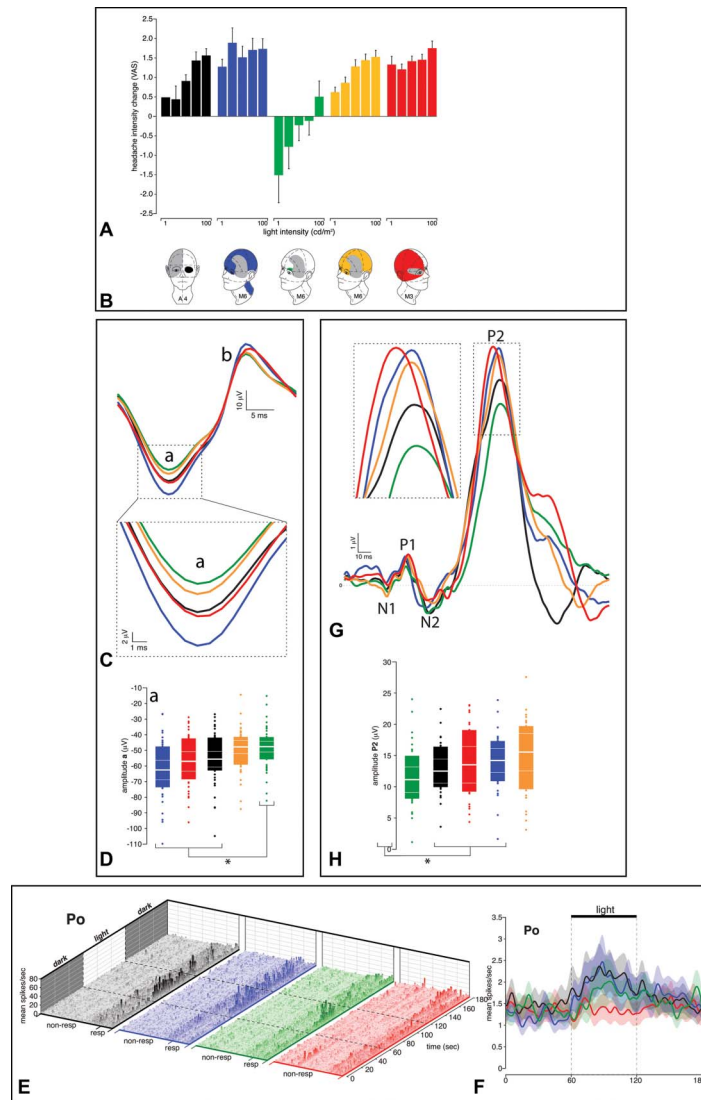 headache intensity change (VAS)
2.5
2.0
1.5
1.0
0.5
0
-0.5
-1.0
-1.5
-2.0
2.5
1 100 1 100 1 100 1 100 1 100
light intensity (cd/m²)
A
A 4 M6 M6 M6 M3
B
b
10 µV
5 ms
a
a
2 µV
1 ms
C
a
amplitude a (µV)
-10
-20
-30
-40
-50
-60
-70
-80
-90
-100
-110
*
D
P2
1 µV
10 ms
P1
0
N1
N2
G
amplitude P2 (µV)
30
25
20
15
10
5
0
*
H
Po
dark
light
dark
mean spikes/sec
80
60
40
20
0
non-resp resp
non-resp resp
non-resp resp
non-resp
0
20
40
60
80
100
120
140
160
180
time (sec)
E
Po
light
mean spikes/sec
4.0
3.5
3
2.5
2
1.5
1
0.5
0
0 60 120 180
F